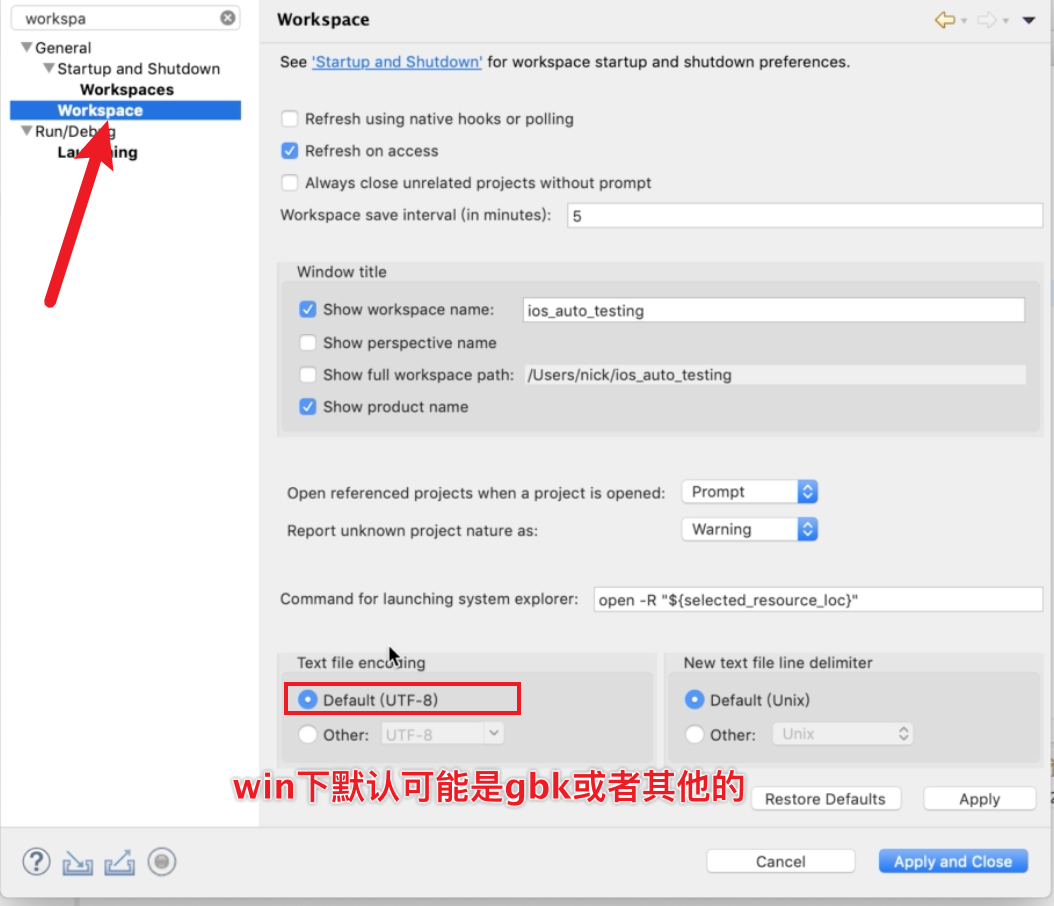 workspa
General
Startup and Shutdown
Workspaces
Workspace
Run/Debug
Workspace
See 'Startup and Shutdown' for workspace startup and shutdown preferences.
Refresh using native hooks or polling
Refresh on access
Always close unrelated projects without prompt
Workspace save interval (in minutes): 5
Window title
Show workspace name: ios_auto_testing
Show perspective name
Show full workspace path: /Users/nick/ios_auto_testing
Show product name
Open referenced projects when a project is opened: Prompt
Report unknown project nature as: Warning
Command for launching system explorer: open -R "${selected_resource_loc}"
Text file encoding
Default (UTF-8)
Other: UTF-8
New text file line delimiter
Default (Unix)
Other: Unix
win下默认可能是gbk或者其他的
Restore Defaults
Apply
?
Cancel
Apply and Close